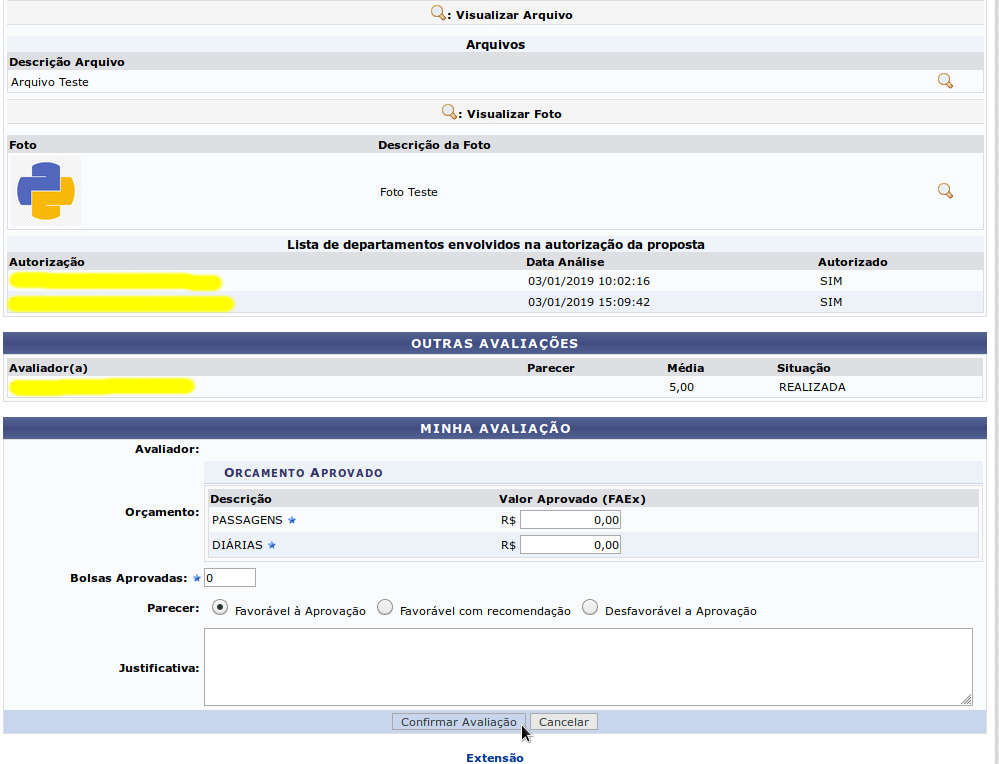 : Visualizar Arquivo
Arquivos
Descrição Arquivo
Arquivo Teste
: Visualizar Foto
Foto Descrição da Foto
Foto Teste
Lista de departamentos envolvidos na autorização da proposta
Autorização Data Análise Autorizado
03/01/2019 10:02:16 SIM
03/01/2019 15:09:42 SIM
OUTRAS AVALIAÇÕES
Avaliador(a) Parecer Média Situação
5,00 REALIZADA
MINHA AVALIAÇÃO
Avaliador:
ORCAMENTO APROVADO
Orçamento:
Descrição Valor Aprovado (FAEx)
PASSAGENS R$ 0,00
DIÁRIAS R$ 0,00
Bolsas Aprovadas: 0
Parecer: Favorável à Aprovação Favorável com recomendação Desfavorável a Aprovação
Justificativa:
Confirmar Avaliação Cancelar
Extensão